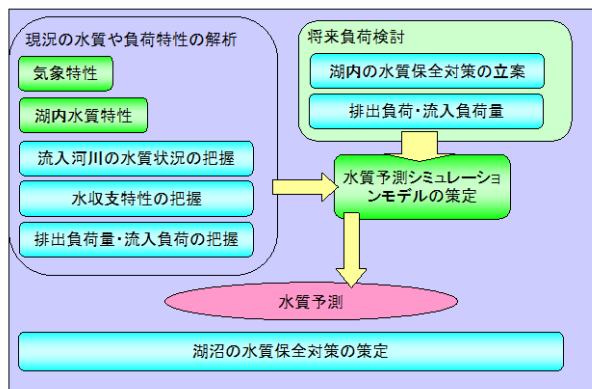 現況の水質や負荷特性の解析
気象特性
湖内水質特性
流入河川の水質状況の把握
水収支特性の把握
排出負荷量・流入負荷の把握
将来負荷検討
湖内の水質保全対策の立案
排出負荷・流入負荷量
水質予測シミュレーショ
ンモデルの策定
水質予測
湖沼の水質保全対策の策定